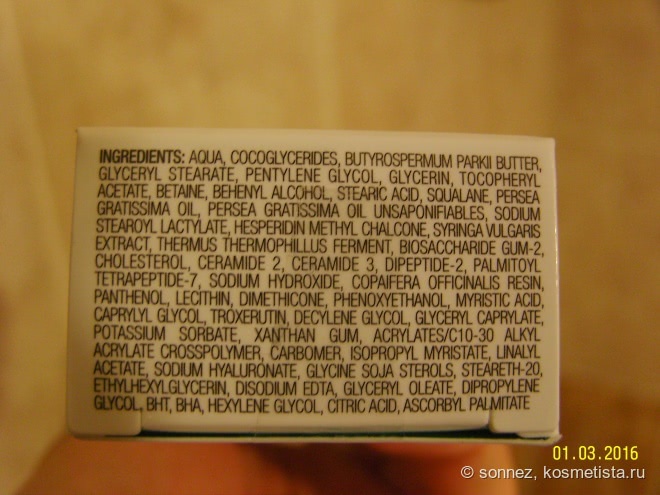 INGREDIENTS: AQUA, COCOGLYCERIDES, BUTYROSPERMUM PARKII BUTTER,
GLYCERYL STEARATE, PENTYLENE GLYCOL, GLYCERIN, TOCOPHERYL
ACETATE, BETAINE, BEHENYL ALCOHOL, STEARIC ACID, SQUALANE, PERSEA
GRATISSIMA OIL, PERSEA GRATISSIMA OIL UNSAPONIFIABLES, SODIUM
STEAROYL LACTYLATE, HESPERIDIN METHYL CHALCONE, SYRINGA VULGARIS
EXTRACT, THERMUS THERMOPHILLUS FERMENT, BIOSACCHARIDE GUM-2,
CHOLESTEROL, CERAMIDE 2, CERAMIDE 3, DIPEPTIDE-2, PALMITOYL
TETRAPEPTIDE-7, SODIUM HYDROXIDE, COPAIFERA OFFICINALIS RESIN,
PANTHENOL, LECITHIN, DIMETHICONE, PHENOXYETHANOL, MYRISTIC ACID,
CAPRYLYL GLYCOL, TROXERUTIN, DECYLENE GLYCOL, GLYCERYL CAPRYLATE,
POTASSIUM SORBATE, XANTHAN GUM, ACRYLATES/C10-30 ALKYL
ACRYLATE CROSSPOLYMER, CARBOMER, ISOPROPYL MYRISTATE, LINALYL
ACETATE, SODIUM HYALURONATE, GLYCINE SOJA STEROLS, STEARETH-20,
ETHYLHEXYLGLYCERIN, DISODIUM EDTA, GLYCERYL OLEATE, DIPROPYLENE
GLYCOL, BHT, BHA, HEXYLENE GLYCOL, CITRIC ACID, ASCORBYL PALMITATE
01.03.2016
© sonnez, kosmetista.ru